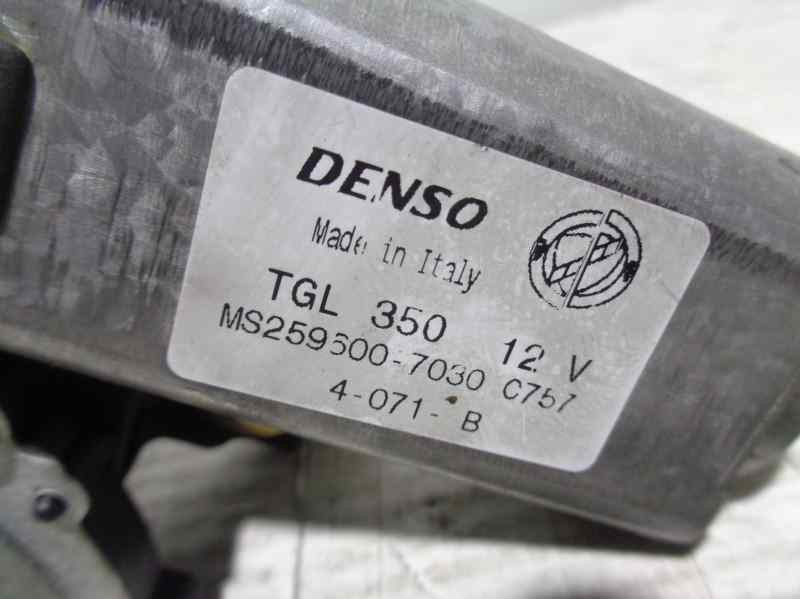 DENSO
Made in Italy
TGL 350 12 V
MS259600-7030 C757
4-071- B